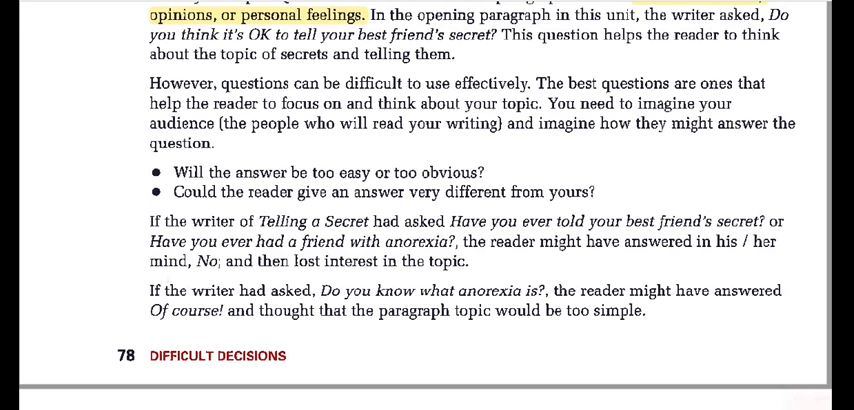 opinions, or personal feelings. In the opening paragraph in this unit, the writer asked, Do
you think it's OK to tell your best friend's secret? This question helps the reader to think
about the topic of secrets and telling them.
However, questions can be difficult to use effectively. The best questions are ones that
help the reader to focus on and think about your topic. You need to imagine your
audience (the people who will read your writing) and imagine how they might answer the
question.
• Will the answer be too easy or too obvious?
• Could the reader give an answer very different from yours?
If the writer of Telling a Secret had asked Have you ever told your best friend's secret? or
Have you ever had a friend with anorexia?, the reader might have answered in his / her
mind, No; and then lost interest in the topic.
If the writer had asked, Do you know what anorexia is?, the reader might have answered
Of course! and thought that the paragraph topic would be too simple.
78 DIFFICULT DECISIONS